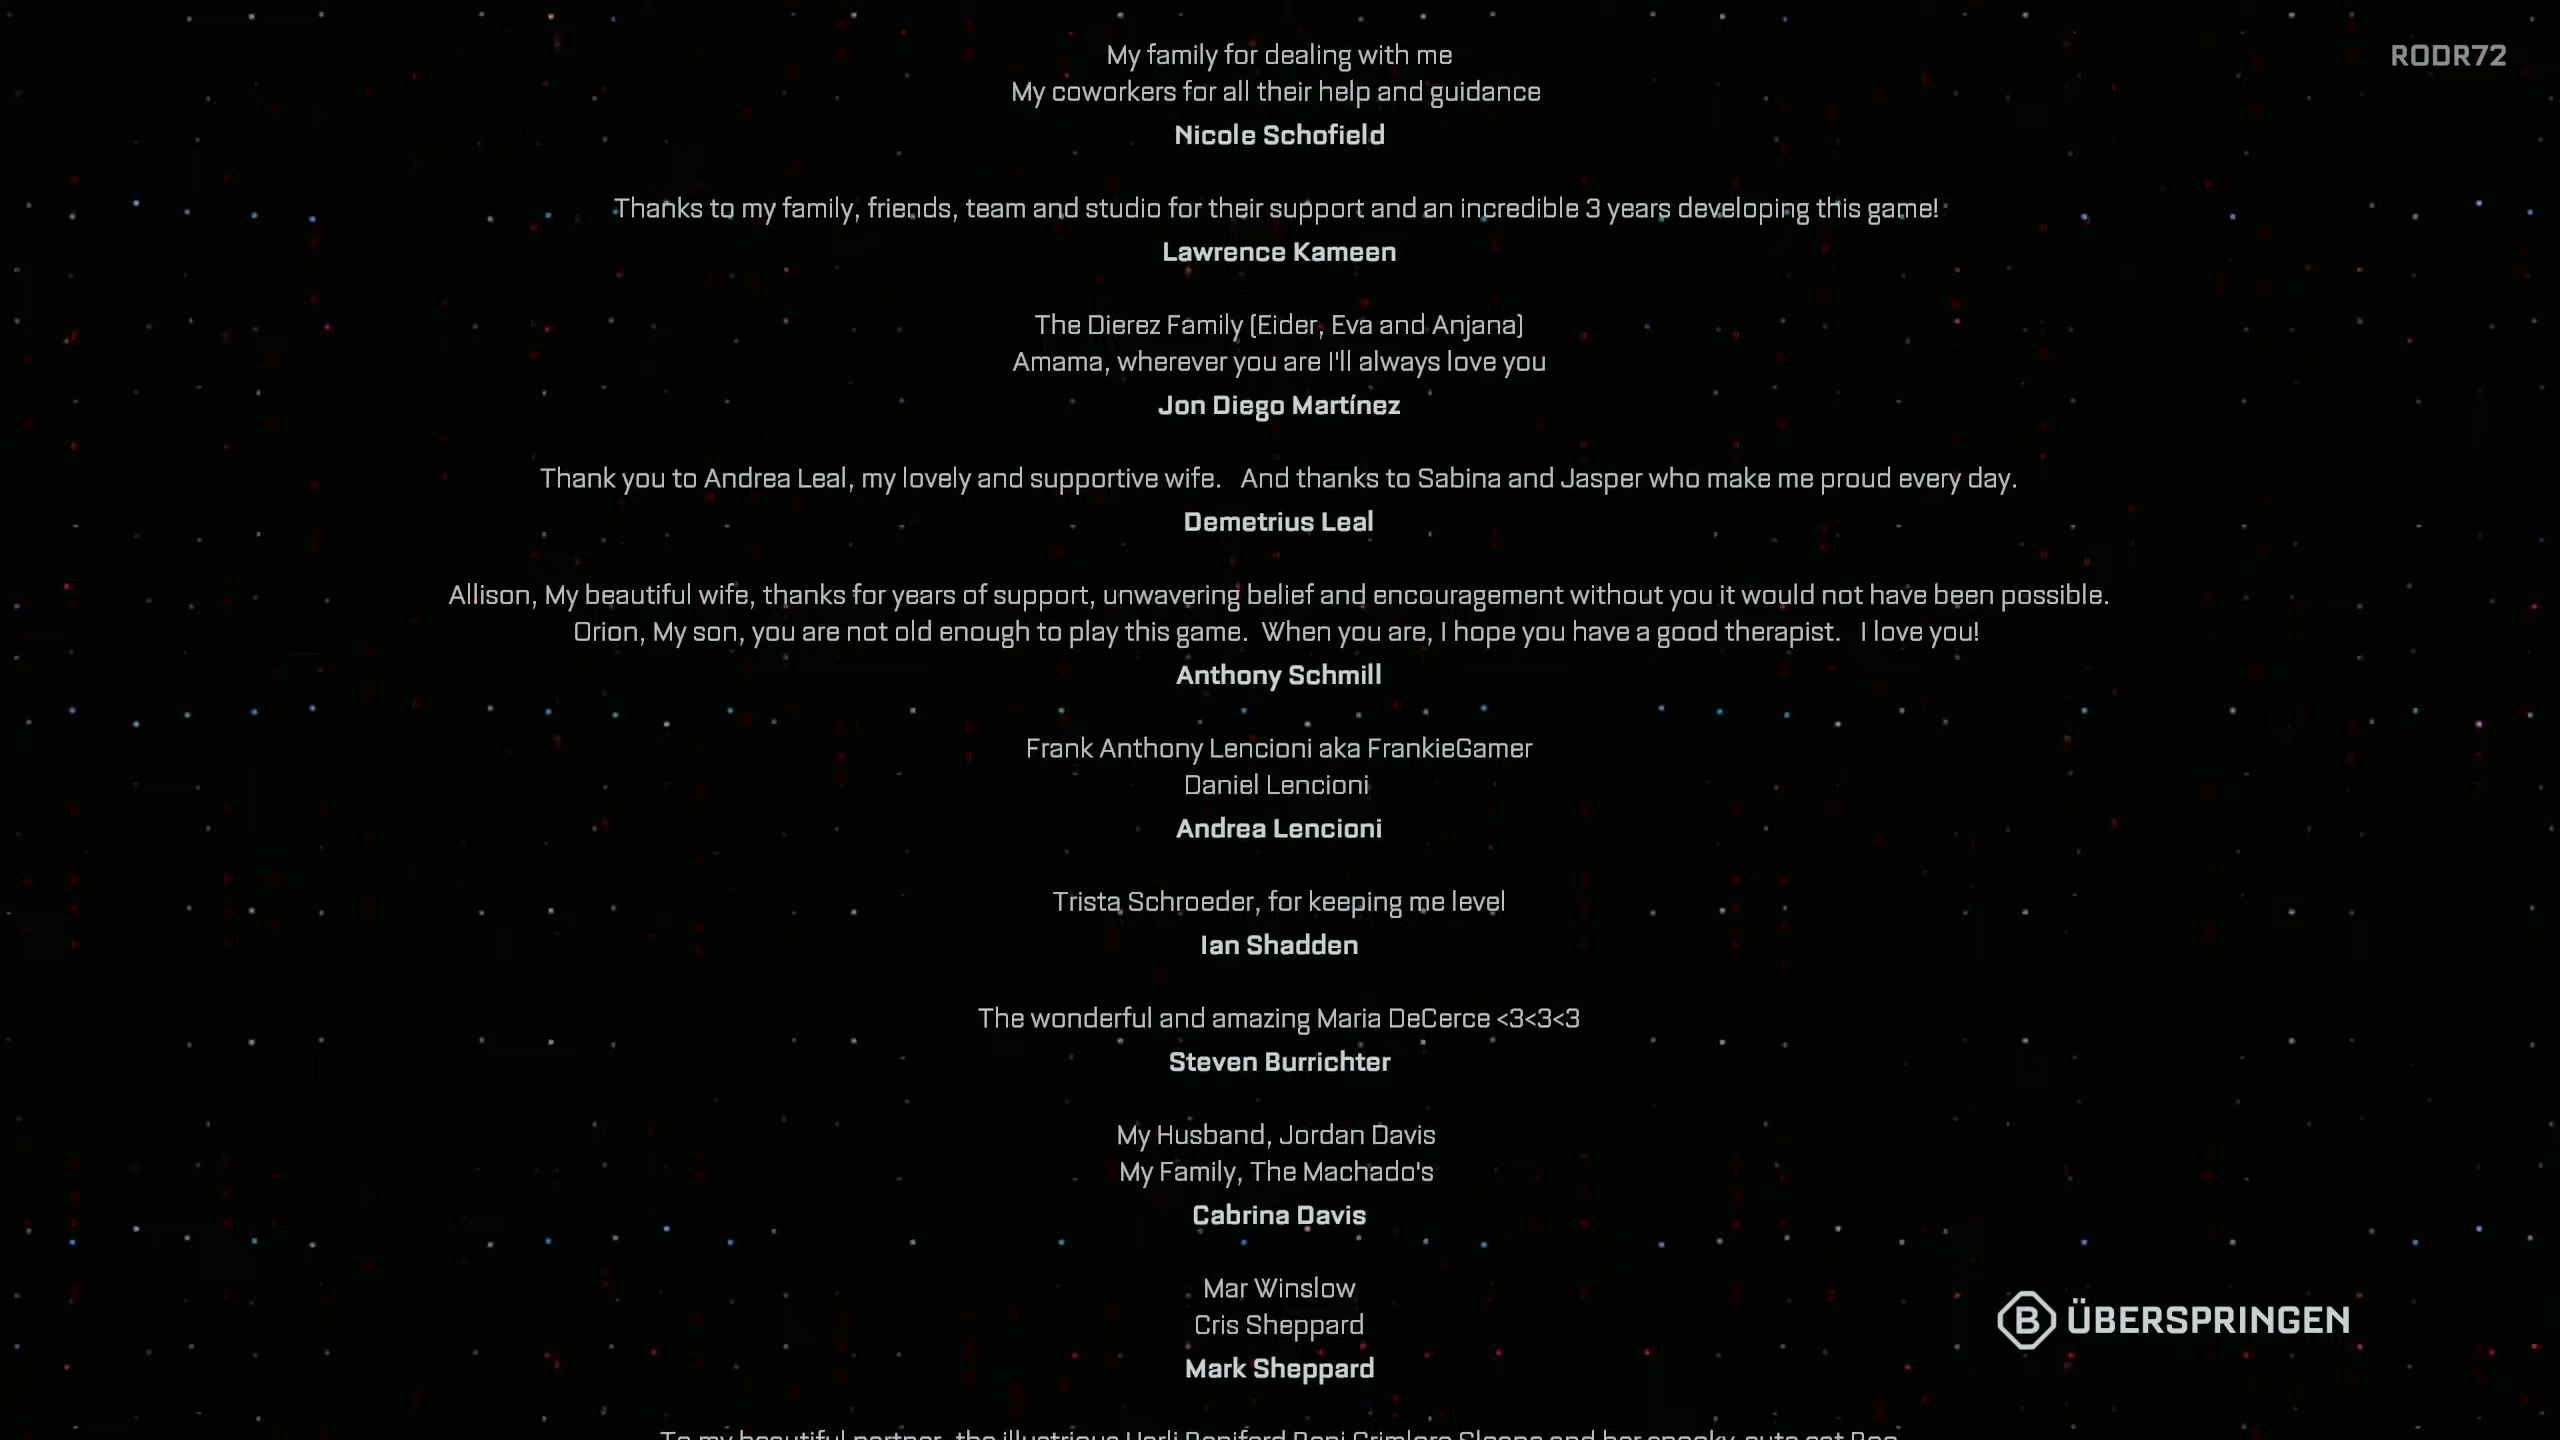 RODR72
My family for dealing with me
My coworkers for all their help and guidance
Nicole Schofield
Thanks to my family, friends, team and studio for their support and an incredible 3 years developing this game!
Lawrence Kameen
The Dierez Family (Eider, Eva and Anjana)
Amama, wherever you are I'll always love you
Jon Diego Martínez
Thank you to Andrea Leal, my lovely and supportive wife.   And thanks to Sabina and Jasper who make me proud every day.
Demetrius Leal
Allison, My beautiful wife, thanks for years of support, unwavering belief and encouragement without you it would not have been possible.
Orion, My son, you are not old enough to play this game.  When you are, I hope you have a good therapist.   I love you!
Anthony Schmill
Frank Anthony Lencioni aka FrankieGamer
Daniel Lencioni
Andrea Lencioni
Trista Schroeder, for keeping me level
Ian Shadden
The wonderful and amazing Maria DeCerce <3<3<3
Steven Burrichter
My Husband, Jordan Davis
My Family, The Machado's
Cabrina Davis
Mar Winslow
Cris Sheppard
B ÜBERSPRINGEN
Mark Sheppard
To my beautiful partner, the illustrious